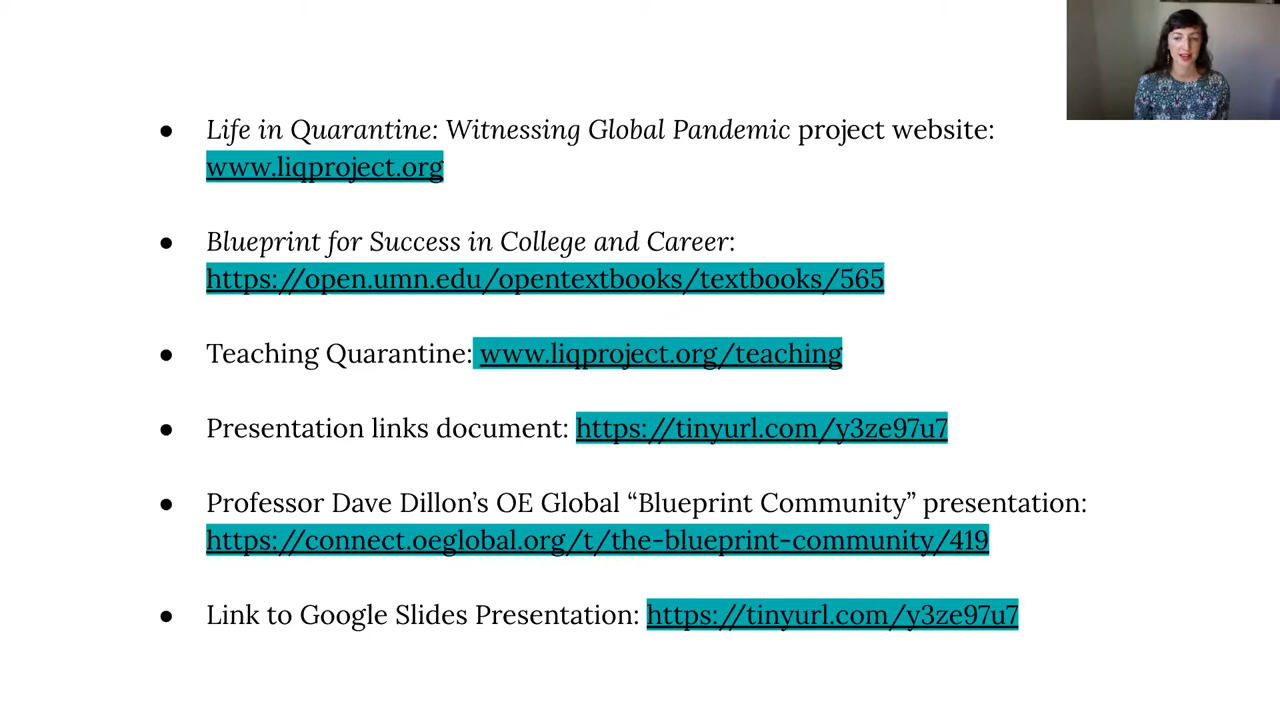 ● Life in Quarantine: Witnessing Global Pandemic project website:
www.liqproject.org
● Blueprint for Success in College and Career:
https://open.umn.edu/opentextbooks/textbooks/565
● Teaching Quarantine: www.liqproject.org/teaching
● Presentation links document: https://tinyurl.com/y3ze97u7
● Professor Dave Dillon’s OE Global “Blueprint Community” presentation:
https://connect.oeglobal.org/t/the-blueprint-community/419
● Link to Google Slides Presentation: https://tinyurl.com/y3ze97u7